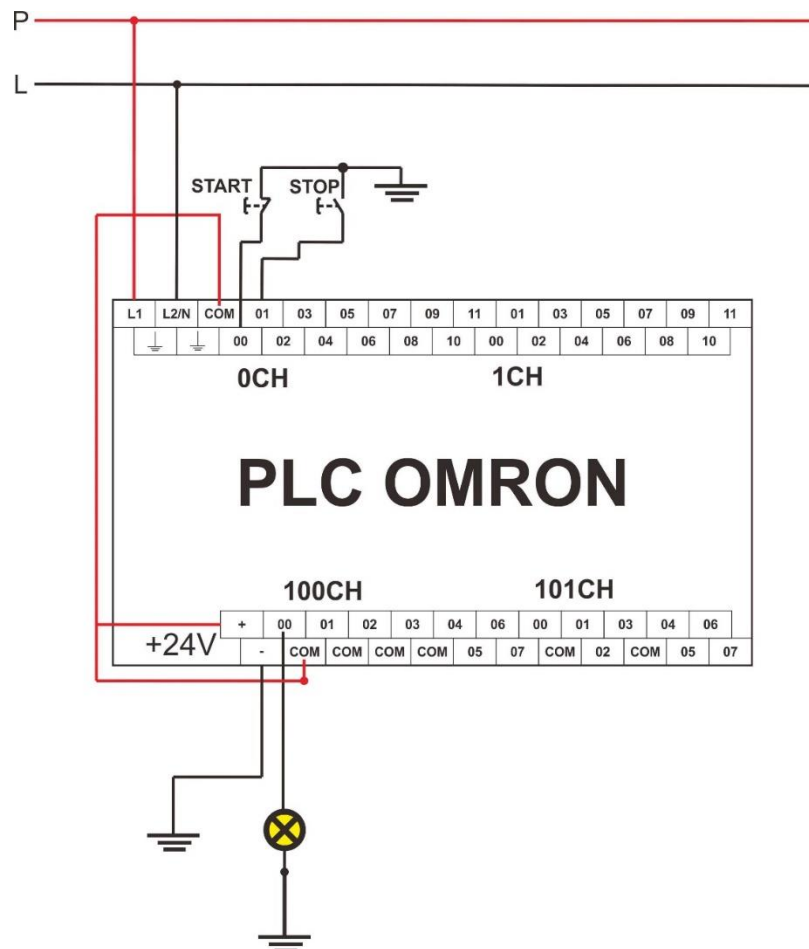 P
L
START STOP
L1 L2/N COM 01 03 05 07 09 11 01 03 05 07 09 11
00 02 04 06 08 10 00 02 04 06 08 10
0CH 1CH
PLC OMRON
100CH 101CH
+ 00 01 02 03 04 06 00 01 03 04 06
+24V - COM COM COM COM 05 07 COM 02 COM 05 07